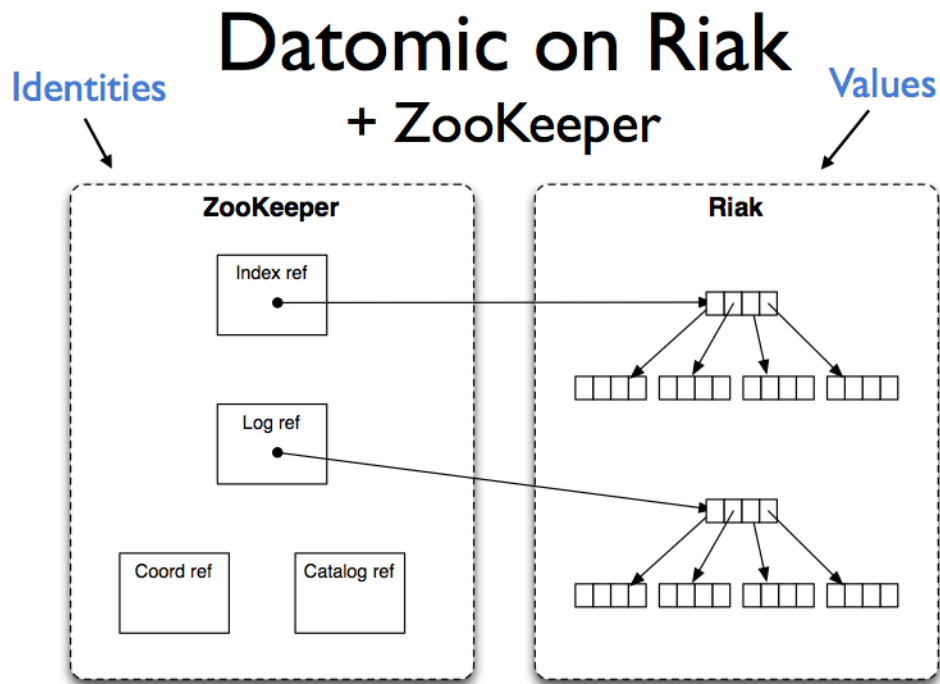 Datomic on Riak
+ ZooKeeper
Identities
Values
ZooKeeper
Index ref
Log ref
Coord ref
Catalog ref
Riak